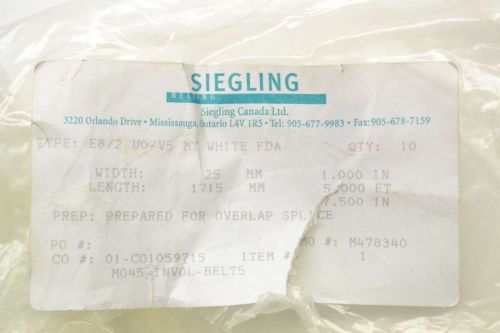 SIEGLING
BELTING
Siegling Canada Ltd.
3220 Orlando Drive • Mississauga, Ontario L4V 1R5 • Tel: 905-677-9983 • Fax: 905-678-7159
TYPE: E8/2 U0/V5 MT WHITE FDA QTY: 10
WIDTH: 25 MM 1.000 IN
LENGTH: 1715 MM 5.000 FT
7.500 IN
PREP: PREPARED FOR OVERLAP SPLICE
PO #: MO #: M478340
CO #: 01-CO1059715 ITEM #: 1
MO45-INVOL-BELT5